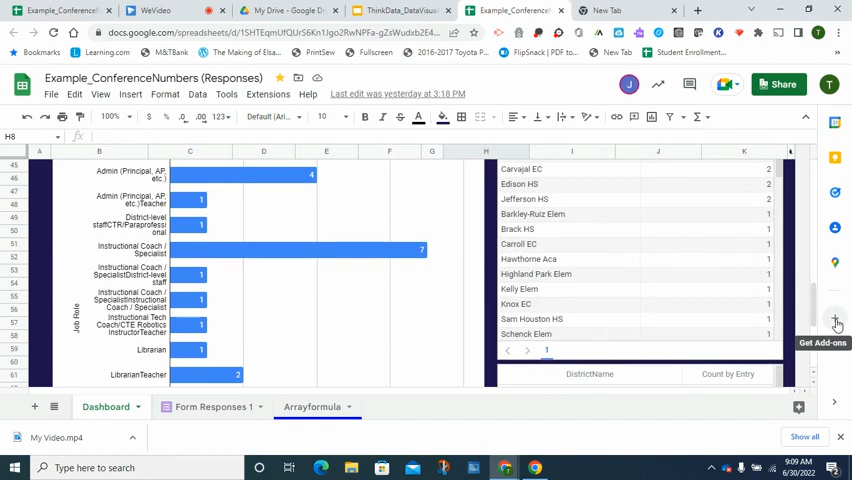 Example_ConferenceNum
WeVideo
My Drive - Google D
ThinkData_DataVisual
Example_ConferenceN
New Tab
docs.google.com/spreadsheets/d/1SHTEqmUfQUrS6Kn1Jgo2RwNPFa-gZsWudxb2E4...
Bookmarks
Learning.com
M&TBank
The Making of Elsa...
PrintSew
Fullscreen
2016-2017 Toyota P...
FlipSnack | PDF to...
New Tab
Student Enrollment...
Example_ConferenceNumbers (Responses)
File Edit View Insert Format Data Tools Extensions Help Last edit was yesterday at 3:18 PM
J
Share
T
100% $ % .0 .00 123 Default (Ari... 10 B I S A
H8
fx
A B C D E F G H I J K
45
46
47
48
49
50
51
52
53
54
55
56
57
58
59
60
61
Job Role
Admin (Principal, AP,
etc.)
4
Admin (Principal, AP,
etc.)Teacher
1
District-level
staffCTR/Paraprofessi
onal
1
Instructional Coach /
Specialist
7
Instructional Coach /
SpecialistDistrict-level
staff
1
Instructional Coach /
SpecialistInstructional
Coach / Specialist
1
Instructional Tech
Coach/CTE Robotics
InstructorTeacher
1
Librarian
1
LibrarianTeacher
2
Carvajal EC 2
Edison HS 2
Jefferson HS 2
Barkley-Ruiz Elem 1
Brack HS 1
Carroll EC 1
Hawthorne Aca 1
Highland Park Elem 1
Kelly Elem 1
Knox EC 1
Sam Houston HS 1
Schenck Elem 1
1
DistrictName Count by Entry
Get Add-ons
Dashboard
Form Responses 1
Arrayformula
My Video.mp4
Show all
Type here to search
9:09 AM
6/30/2022
2